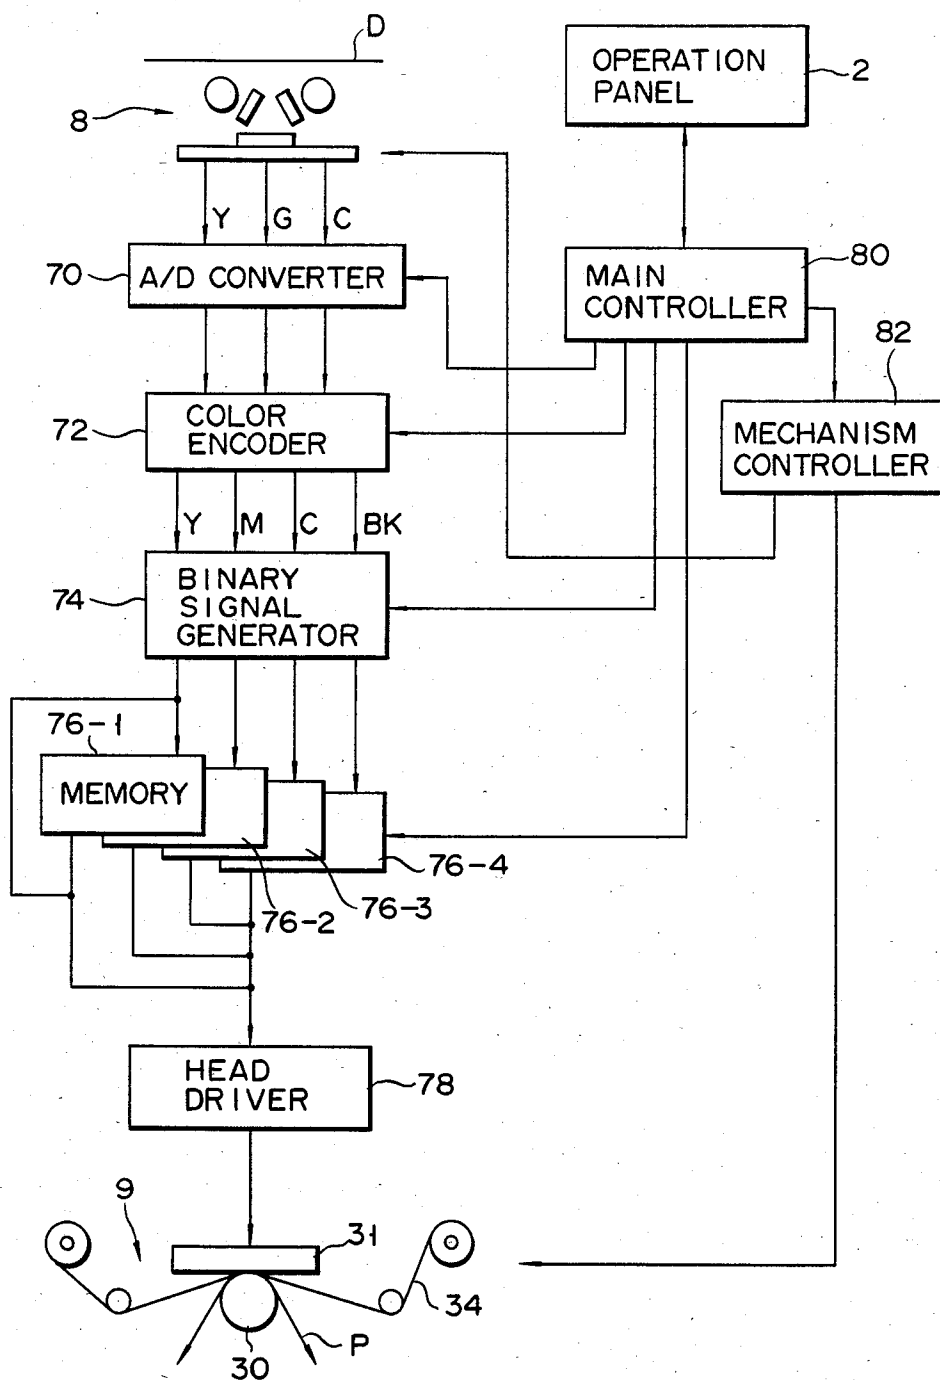 D
8
OPERATION
PANEL
2
Y G C
70
A/D CONVERTER
MAIN
CONTROLLER
80
82
72
COLOR
ENCODER
MECHANISM
CONTROLLER
Y M C BK
74
BINARY
SIGNAL
GENERATOR
76-1
MEMORY
76-4
76-2
76-3
HEAD
DRIVER
78
9
31
34
P
30